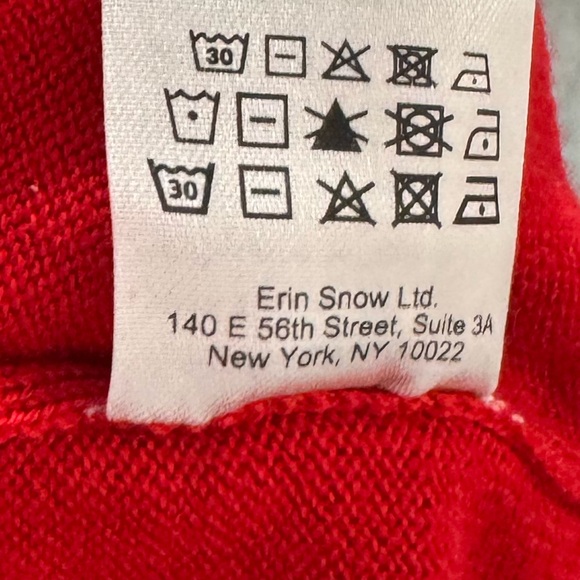 30
30
Erin Snow Ltd.
140 E 56th Street, Suite 3A
New York, NY 10022